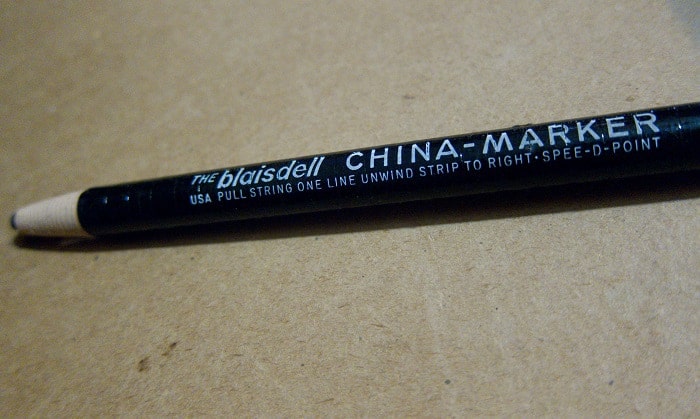 THE blaisdell CHINA-MARKER
USA PULL STRING ONE LINE UNWIND STRIP TO RIGHT · SPEE-D-POINT